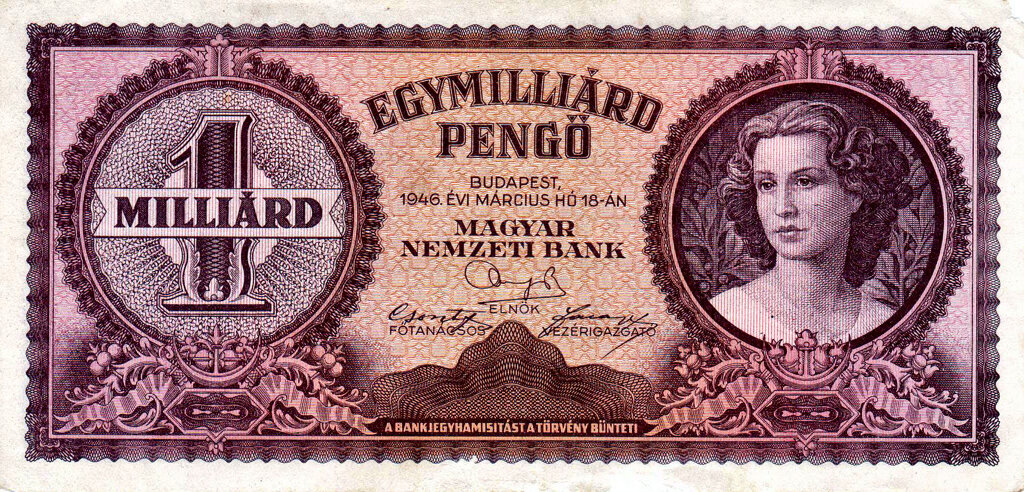 1
MILLIÁRD
EGYMILLIÁRD
PENGŐ
BUDAPEST,
1946. ÉVI MÁRCIUS HÓ 18-ÁN
MAGYAR
NEMZETI BANK
ELNÖK
FŐTANÁCSOS VEZÉRIGAZGATÓ
A BANKJEGYHAMISITÁST A TÖRVÉNY BÜNTETI